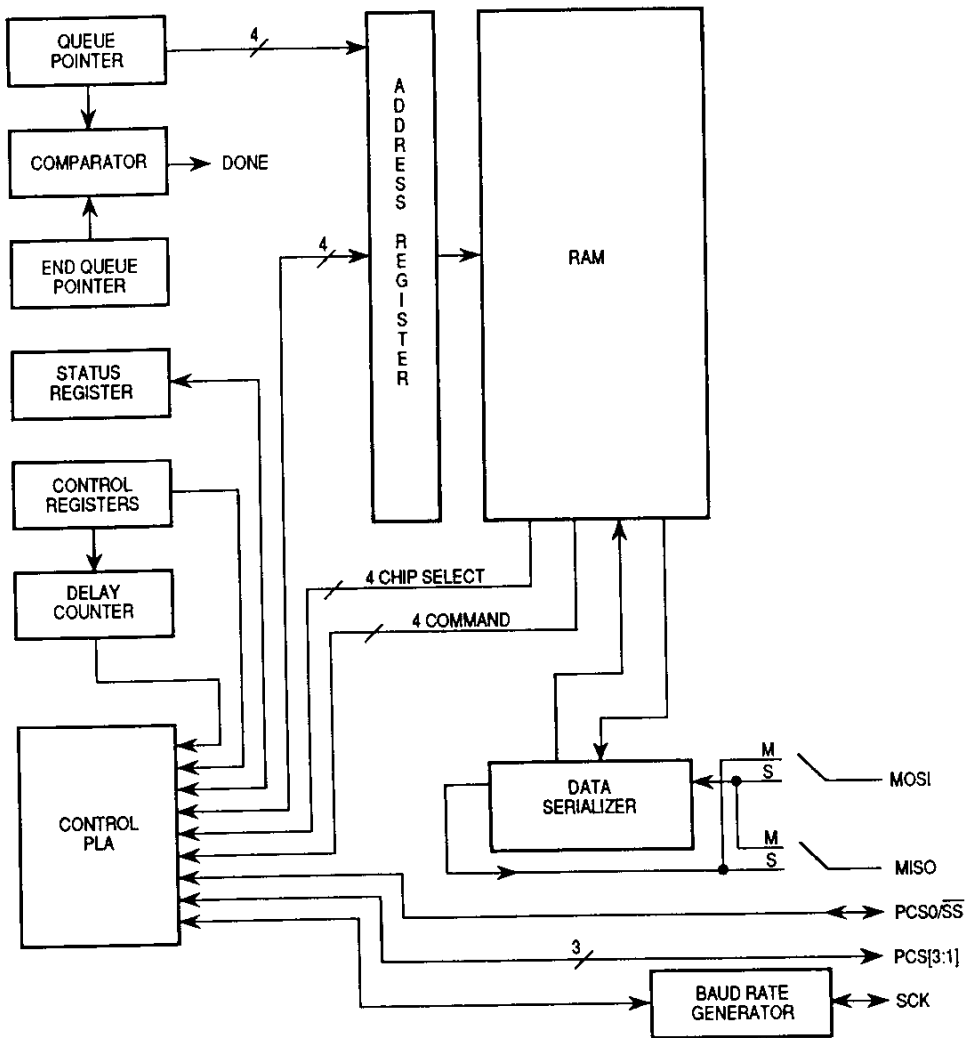 QUEUE
POINTER
4
COMPARATOR
DONE
END QUEUE
POINTER
4
ADDRESS REGISTER
RAM
STATUS
REGISTER
CONTROL
REGISTERS
DELAY
COUNTER
4 CHIP SELECT
4 COMMAND
CONTROL
PLA
DATA
SERIALIZER
M
S
MOSI
M
S
MISO
PCS0/SS
3
PCS[3:1]
BAUD RATE
GENERATOR
SCK